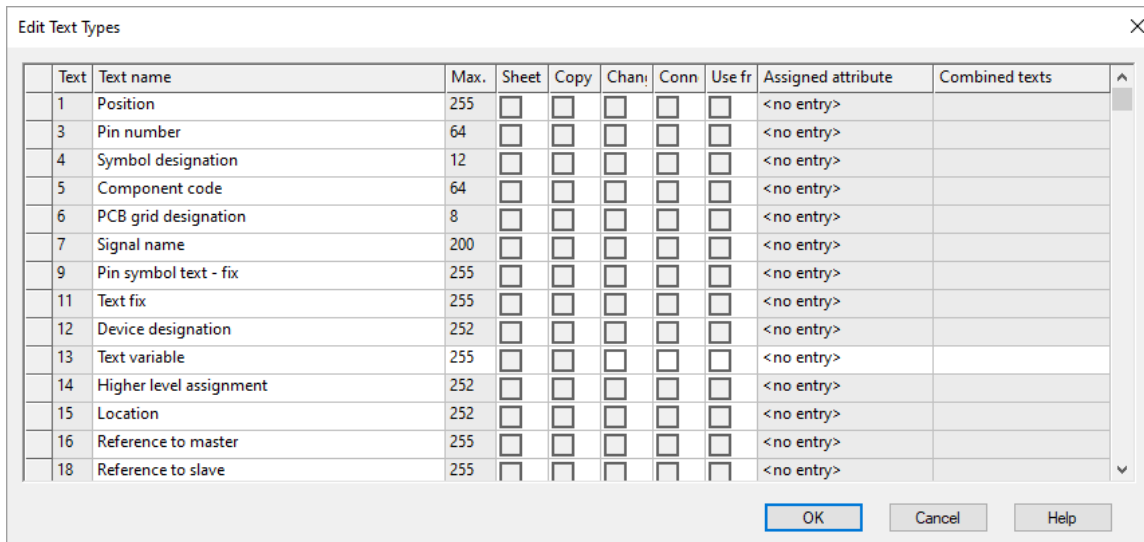 Edit Text Types
Text Text name Max. Sheet Copy Chang Conn Use fr Assigned attribute Combined texts
1 Position 255 <no entry>
3 Pin number 64 <no entry>
4 Symbol designation 12 <no entry>
5 Component code 64 <no entry>
6 PCB grid designation 8 <no entry>
7 Signal name 200 <no entry>
9 Pin symbol text - fix 255 <no entry>
11 Text fix 255 <no entry>
12 Device designation 252 <no entry>
13 Text variable 255 <no entry>
14 Higher level assignment 252 <no entry>
15 Location 252 <no entry>
16 Reference to master 255 <no entry>
18 Reference to slave 255 <no entry>
OK Cancel Help